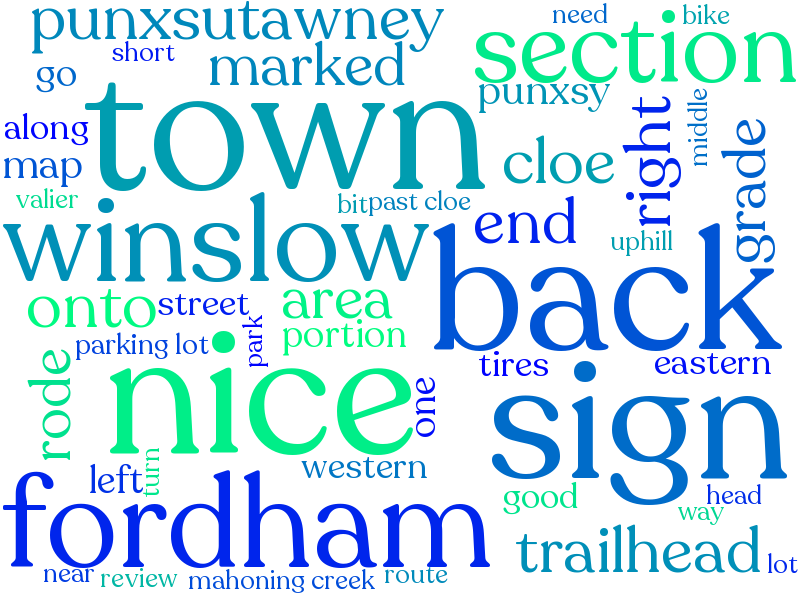 punxsutawney
need
bike
short
section
go
marked
town
punxsy
middle
right
along
grade
cloe
map
valier
bit
past cloe
winslow
end
uphill
back
onto
street
area
park
portion
parking lot
tires
eastern
rode
nice
one
sign
turn
western
left
fordham
good
head
way
trailhead
lot
near
review
mahoning creek
route